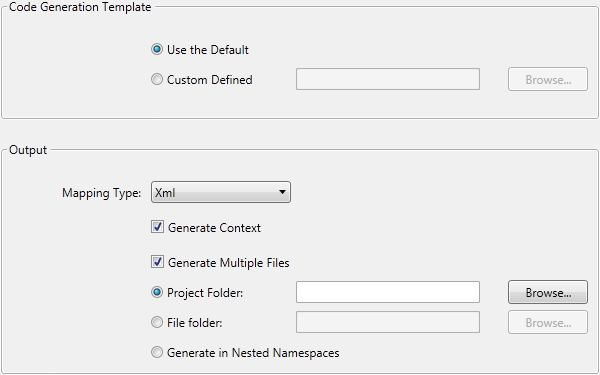 Code Generation Template
Use the Default
Custom Defined Browse...
Output
Mapping Type: Xml
Generate Context
Generate Multiple Files
Project Folder: Browse...
File folder: Browse...
Generate in Nested Namespaces